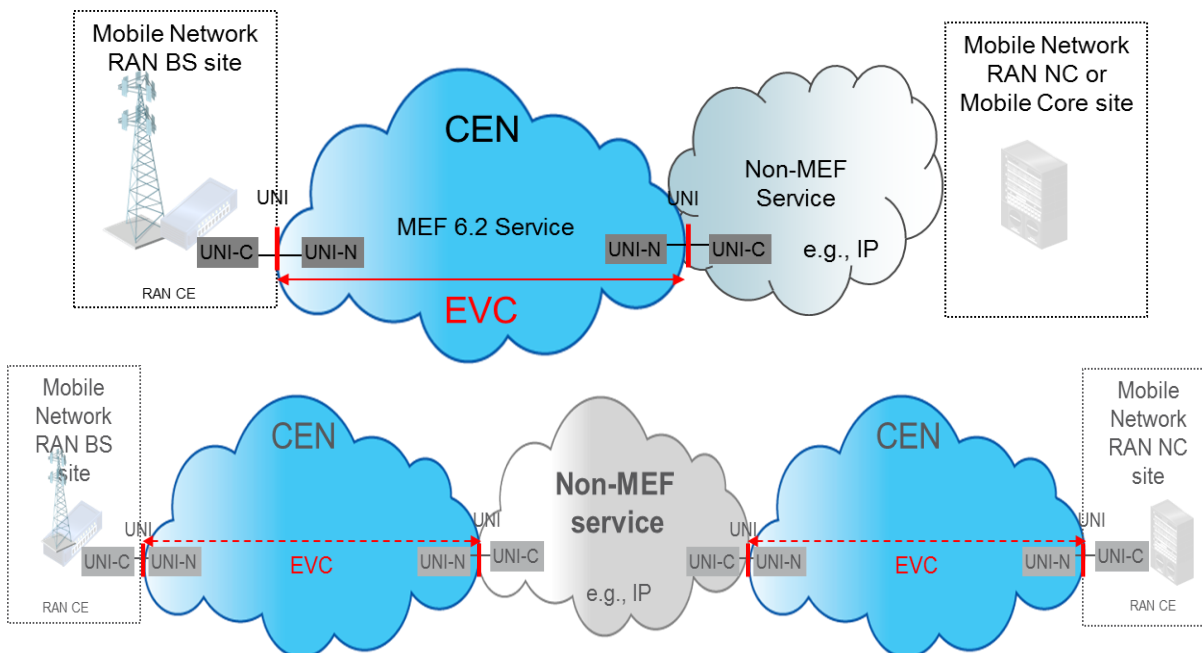 Mobile Network
RAN BS site
CEN
Mobile Network
RAN NC or
Mobile Core site
Non-MEF
Service
UNI
UNI
MEF 6.2 Service
e.g., IP
UNI-C
UNI-N
UNI-N
UNI-C
RAN CE
EVC
Mobile
Network
RAN BS
site
CEN
Non-MEF
service
CEN
Mobile
Network
RAN NC
site
UNI
UNI
UNI
UNI
UNI-C
UNI-N
EVC
UNI-N
UNI-C
UNI-C
UNI-N
EVC
UNI-N
UNI-C
e.g., IP
RAN CE
RAN CE